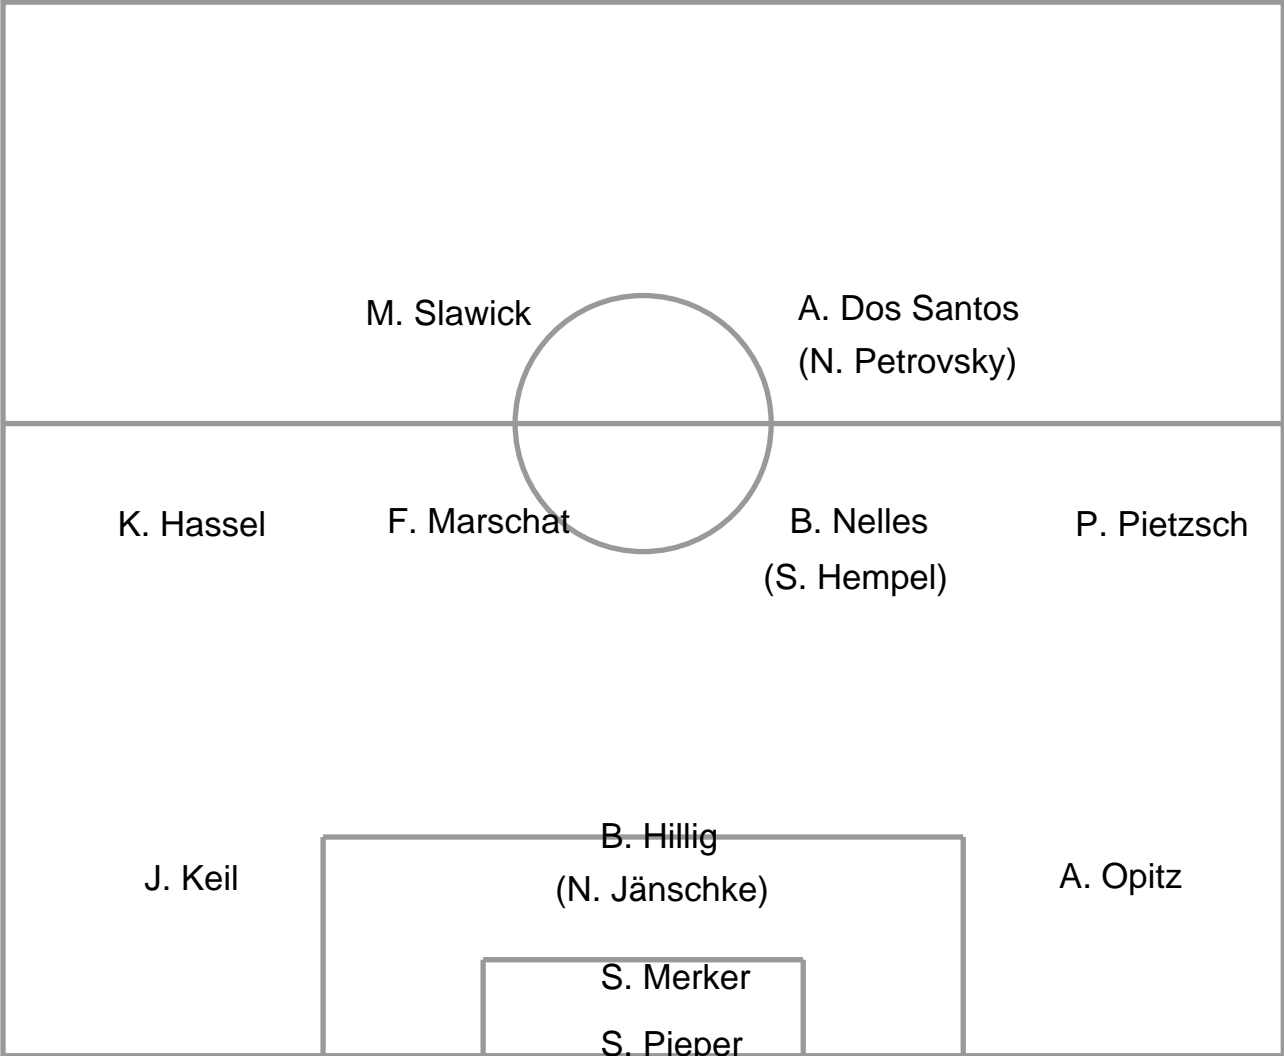 M. Slawick
A. Dos Santos
(N. Petrovsky)
K. Hassel
F. Marschat
B. Nelles
(S. Hempel)
P. Pietzsch
B. Hillig
(N. Jänschke)
J. Keil
A. Opitz
S. Merker
S. Pieper